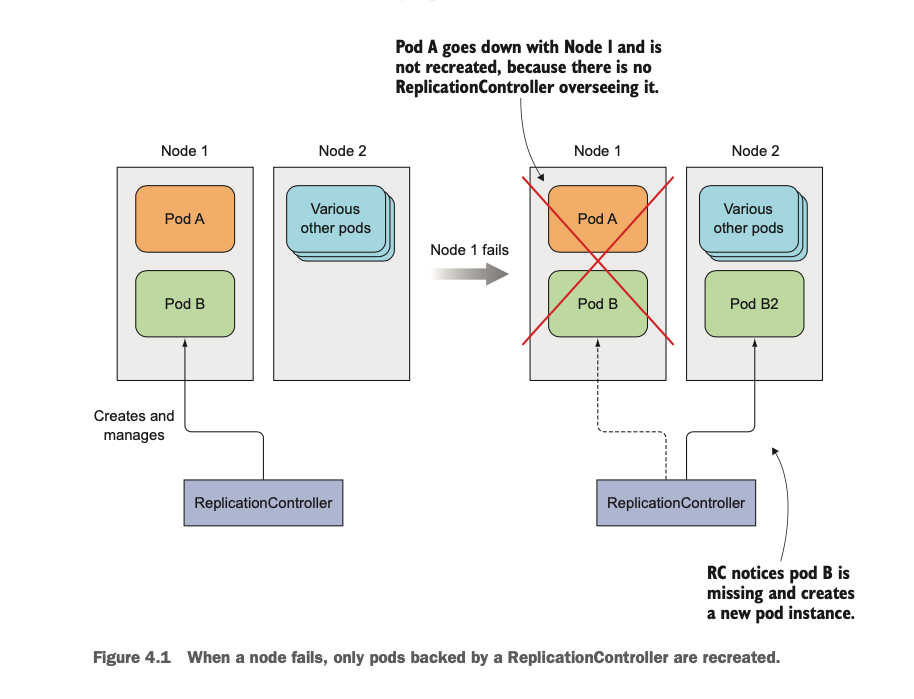 Pod A goes down with Node 1 and is
not recreated, because there is no
ReplicationController overseeing it.
Node 1
Node 2
Pod A
Various
other pods
Pod B
Creates and
manages
ReplicationController
Node 1 fails
Node 1
Node 2
Pod A
Various
other pods
Pod B
Pod B2
ReplicationController
RC notices pod B is
missing and creates
a new pod instance.
Figure 4.1 When a node fails, only pods backed by a ReplicationController are recreated.